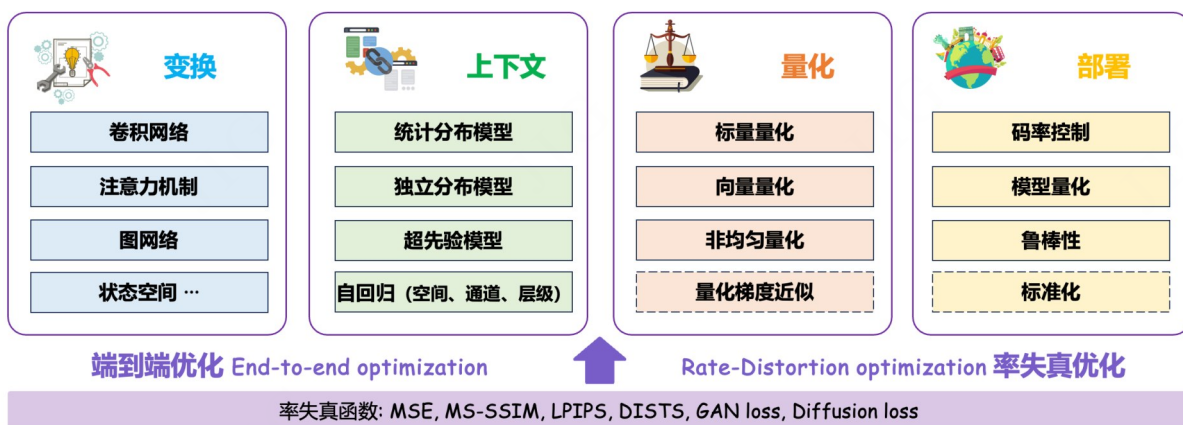 变换
卷积网络
注意力机制
图网络
状态空间 ···
上下文
统计分布模型
独立分布模型
超先验模型
自回归（空间、通道、层级）
量化
标量量化
向量量化
非均匀量化
量化梯度近似
部署
码率控制
模型量化
鲁棒性
标准化
端到端优化 End-to-end optimization
Rate-Distortion optimization 率失真优化
率失真函数: MSE, MS-SSIM, LPIPS, DISTS, GAN loss, Diffusion loss